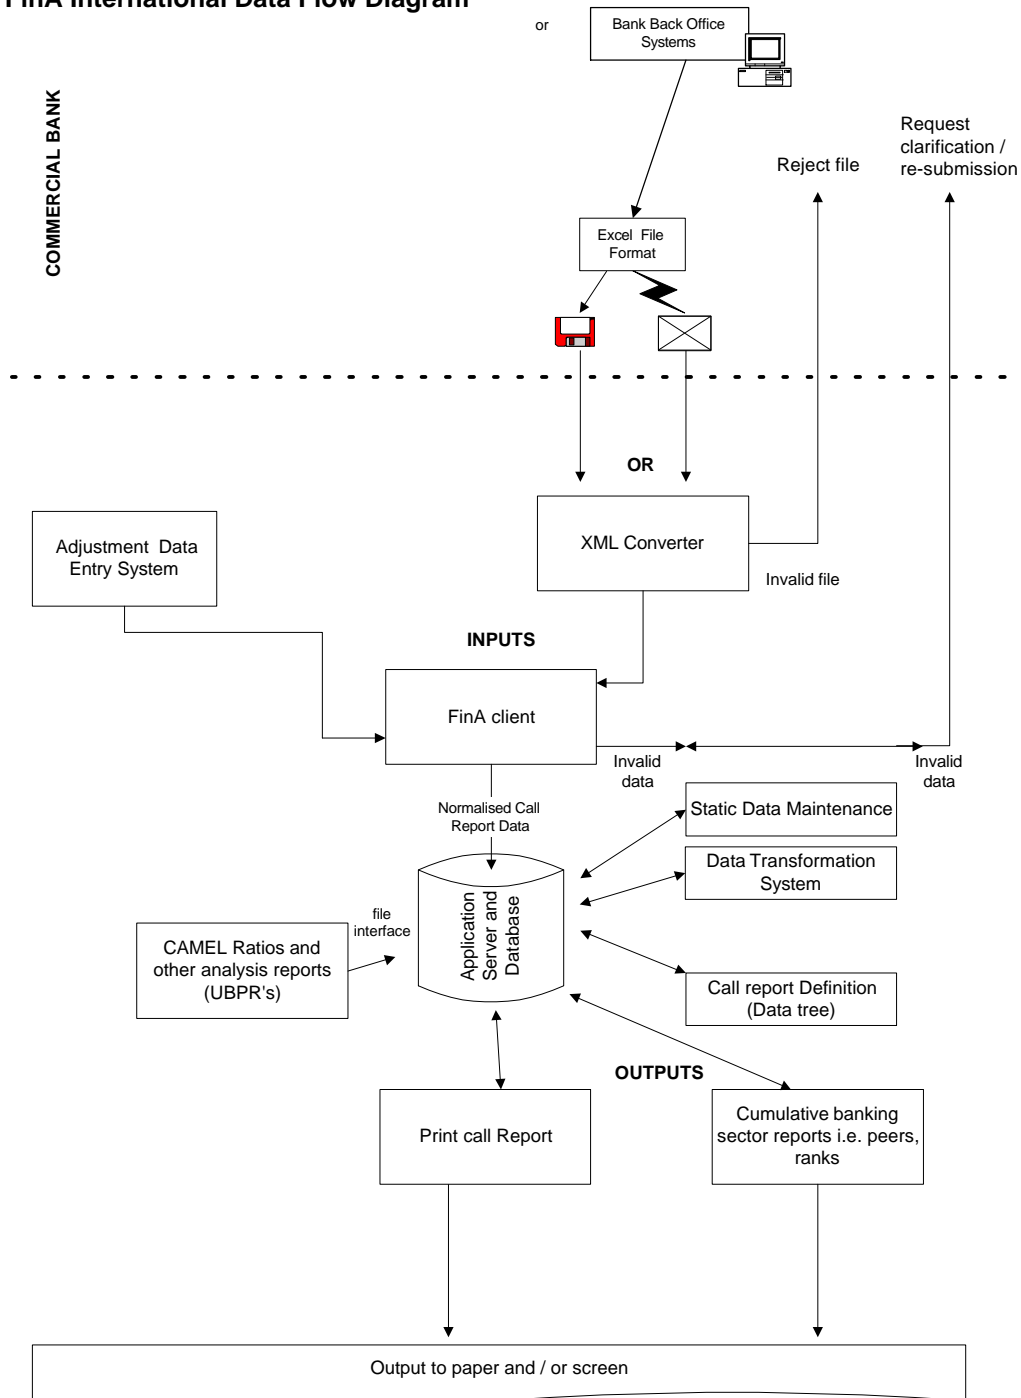 FinA International Data Flow Diagram
or
Bank Back Office
Systems
COMMERCIAL BANK
Request
clarification /
re-submission
Reject file
Excel File
Format
OR
XML Converter
Adjustment Data
Entry System
Invalid file
INPUTS
FinA client
Invalid
data
Invalid
data
Normalised Call
Report Data
Static Data Maintenance
Data Transformation
System
Application
Server and
Database
file
interface
CAMEL Ratios and
other analysis reports
(UBPR's)
Call report Definition
(Data tree)
OUTPUTS
Print call Report
Cumulative banking
sector reports i.e. peers,
ranks
Output to paper and / or screen